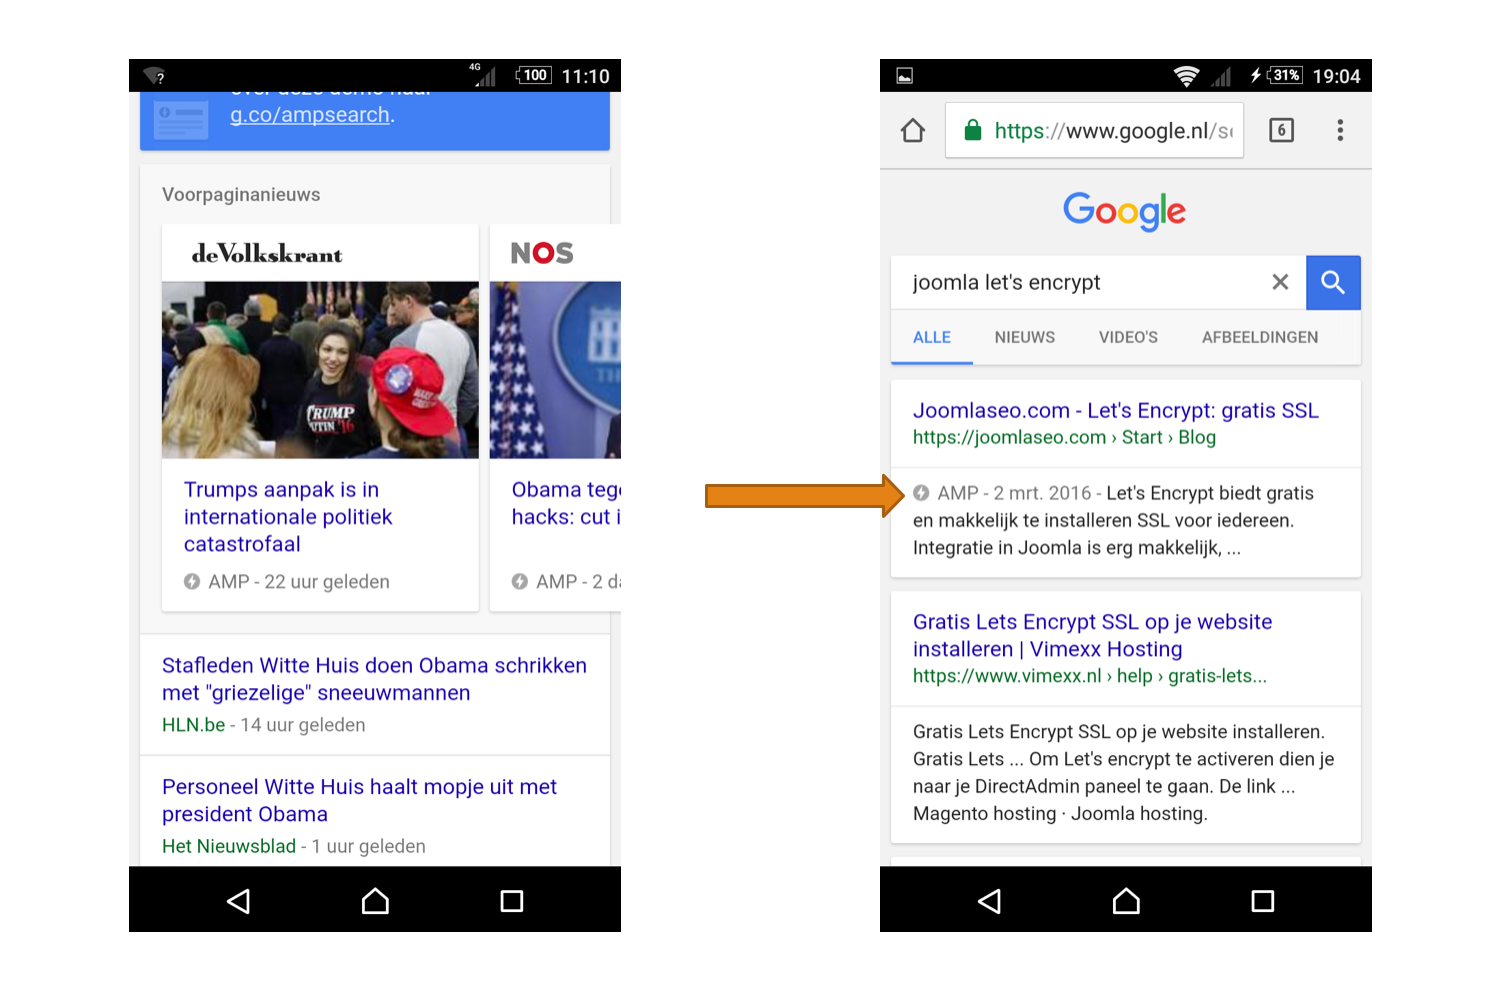 4G 100 11:10
g.co/ampsearch.
Voorpaginanieuws
deVolkskrant
NOS
TRUMP
'16
Trumps aanpak is in
internationale politiek
catastrofaal
AMP - 22 uur geleden
Obama
hacks: cut
AMP - 2
Stafleden Witte Huis doen Obama schrikken
met "griezelige" sneeuwmannen
HLN.be - 14 uur geleden
Personeel Witte Huis haalt mopje uit met
president Obama
Het Nieuwsblad - 1 uur geleden
31% 19:04
https://www.google.nl/s
6
Google
joomla let's encrypt
ALLE NIEUWS VIDEO'S AFBEELDINGEN
Joomlaseo.com - Let's Encrypt: gratis SSL
https://joomlaseo.com › Start › Blog
AMP - 2 mrt. 2016 - Let's Encrypt biedt gratis
en makkelijk te installeren SSL voor iedereen.
Integratie in Joomla is erg makkelijk, ...
Gratis Lets Encrypt SSL op je website
installeren | Vimexx Hosting
https://www.vimexx.nl › help › gratis-lets...
Gratis Lets Encrypt SSL op je website installeren.
Gratis Lets ... Om Let's encrypt te activeren dien je
naar je DirectAdmin paneel te gaan. De link ...
Magento hosting · Joomla hosting.